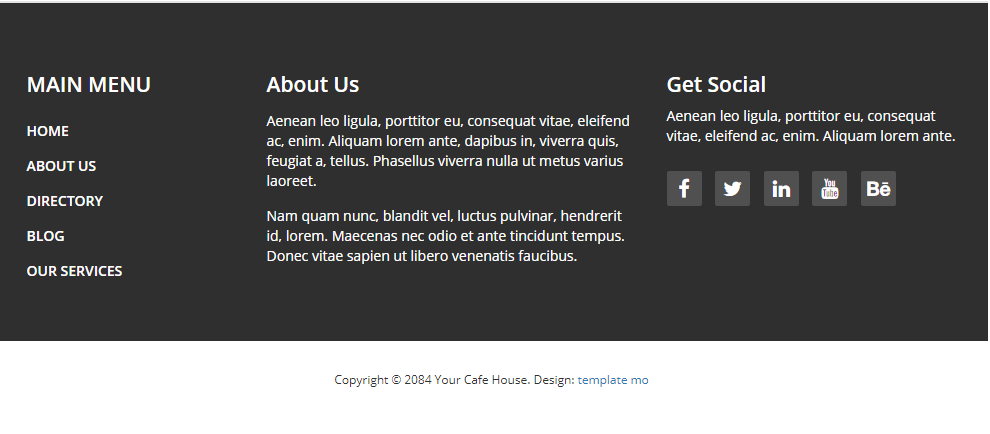 MAIN MENU
HOME
ABOUT US
DIRECTORY
BLOG
OUR SERVICES
About Us
Aenean leo ligula, porttitor eu, consequat vitae, eleifend
ac, enim. Aliquam lorem ante, dapibus in, viverra quis,
feugiat a, tellus. Phasellus viverra nulla ut metus varius
laoreet.
Nam quam nunc, blandit vel, luctus pulvinar, hendrerit
id, lorem. Maecenas nec odio et ante tincidunt tempus.
Donec vitae sapien ut libero venenatis faucibus.
Get Social
Aenean leo ligula, porttitor eu, consequat
vitae, eleifend ac, enim. Aliquam lorem ante.
f in You Tube Bē
Copyright © 2084 Your Cafe House. Design: template mo